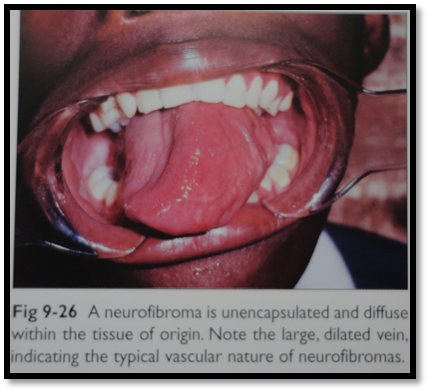 Fig 9-26 A neurofibroma is unencapsulated and diffuse
within the tissue of origin. Note the large, dilated vein,
indicating the typical vascular nature of neurofibromas.